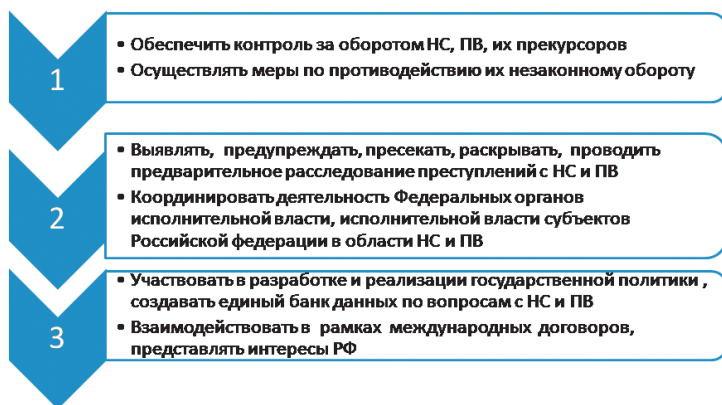 1
• Обеспечить контроль за оборотом НС, ПВ, их прекурсоров
• Осуществлять меры по противодействию их незаконному обороту
2
• Выявлять, предупреждать, пресекать, раскрывать, проводить
предварительное расследование преступлений с НС и ПВ
• Координировать деятельность Федеральных органов
исполнительной власти, исполнительной власти субъектов
Российской федерации в области НС и ПВ
3
• Участвовать в разработке и реализации государственной политики ,
создавать единый банк данных по вопросам с НС и ПВ
• Взаимодействовать в рамках международных договоров,
представлять интересы РФ